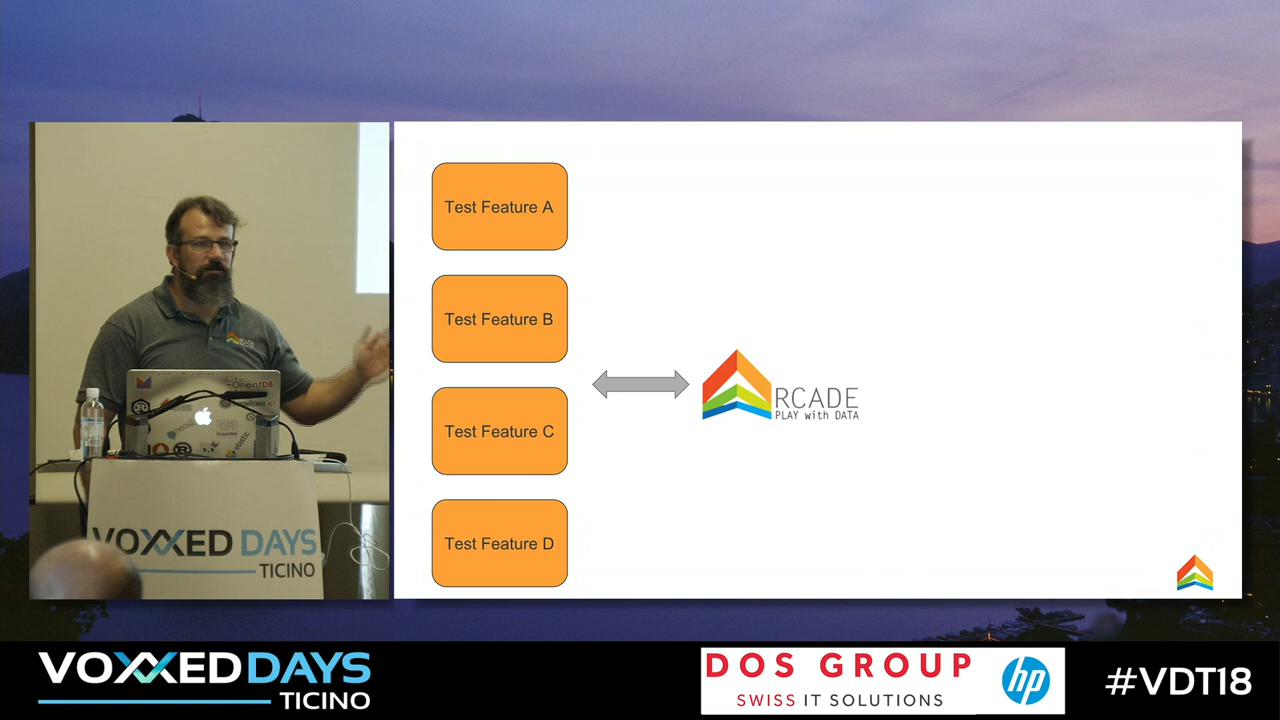 Test Feature A
Test Feature B
Test Feature C
Test Feature D
RCADE
PLAY with DATA
RCADE
OrientDB
VOXXED DAYS
TICINO
VOXXED DAYS
TICINO
DOS GROUP
SWISS IT SOLUTIONS
hp
#VDT18